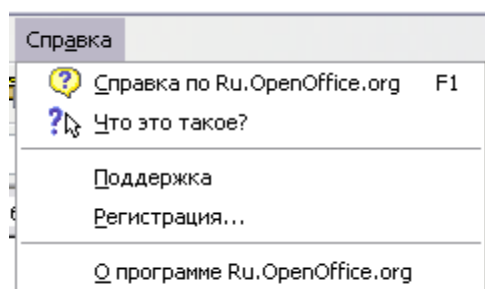 Справка
Справка по Ru.OpenOffice.org F1
Что это такое?
Поддержка
Регистрация...
О программе Ru.OpenOffice.org